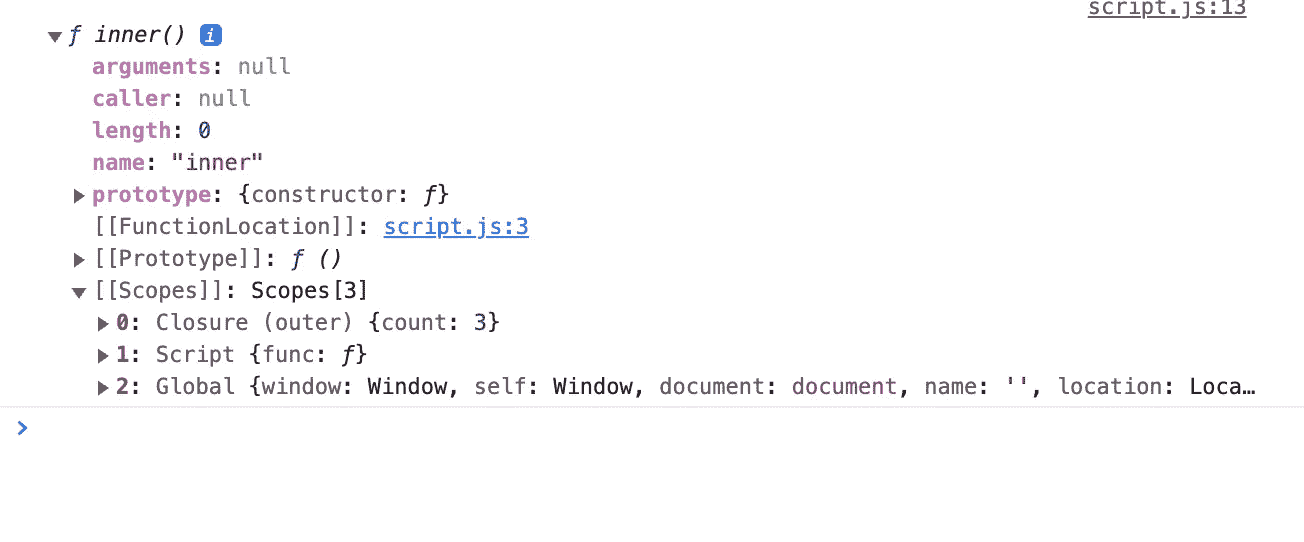 script.js:13
▼ƒ inner() i
arguments: null
caller: null
length: 0
name: "inner"
▶prototype: {constructor: ƒ}
[[FunctionLocation]]: script.js:3
▶[[Prototype]]: ƒ ()
▼[[Scopes]]: Scopes[3]
▶0: Closure (outer) {count: 3}
▶1: Script {func: ƒ}
▶2: Global {window: Window, self: Window, document: document, name: '', location: Loca…
>